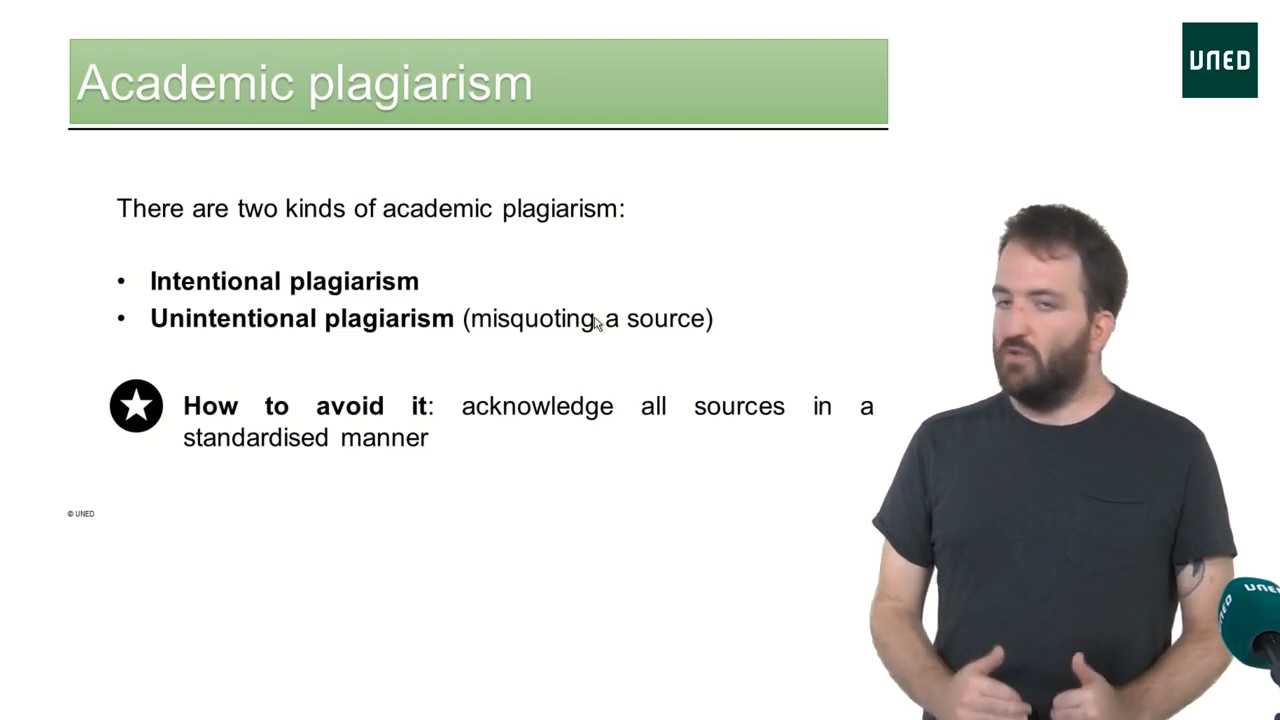 Academic plagiarism
UNED
There are two kinds of academic plagiarism:
• Intentional plagiarism
• Unintentional plagiarism (misquoting a source)
How to avoid it: acknowledge all sources in a
standardised manner
© UNED
UNED
UNED